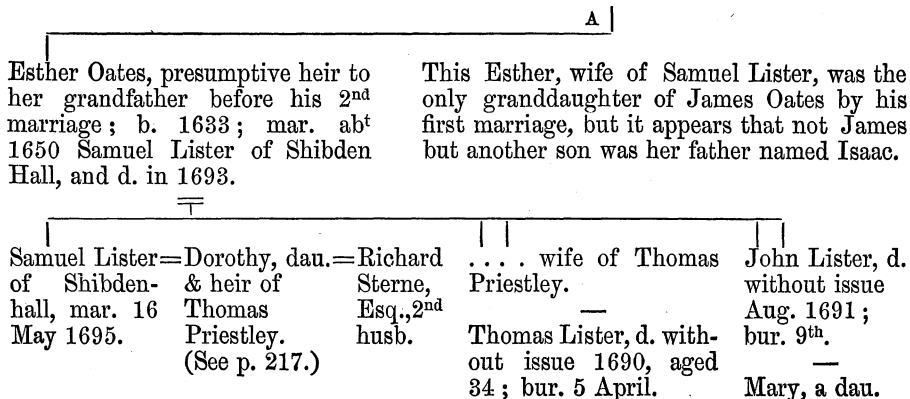 A
Esther Oates, presumptive heir to
her grandfather before his 2nd
marriage ; b. 1633 ; mar. abt
1650 Samuel Lister of Shibden
Hall, and d. in 1693.
This Esther, wife of Samuel Lister, was the
only granddaughter of James Oates by his
first marriage, but it appears that not James
but another son was her father named Isaac.
Samuel Lister=
of Shibden-
hall, mar. 16
May 1695.
Dorothy, dau.=
& heir of
Thomas
Priestley.
(See p. 217.)
Richard
Sterne,
Esq., 2nd
husb.
. . . . wife of Thomas
Priestley.
—
Thomas Lister, d. with-
out issue 1690, aged
34 ; bur. 5 April.
John Lister, d.
without issue
Aug. 1691 ;
bur. 9th.
—
Mary, a dau.